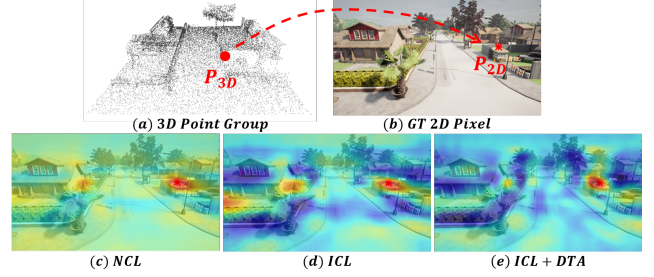 P3D
P2D
(a) 3D Point Group
(b) GT 2D Pixel
(c) NCL
(d) ICL
(e) ICL + DTA